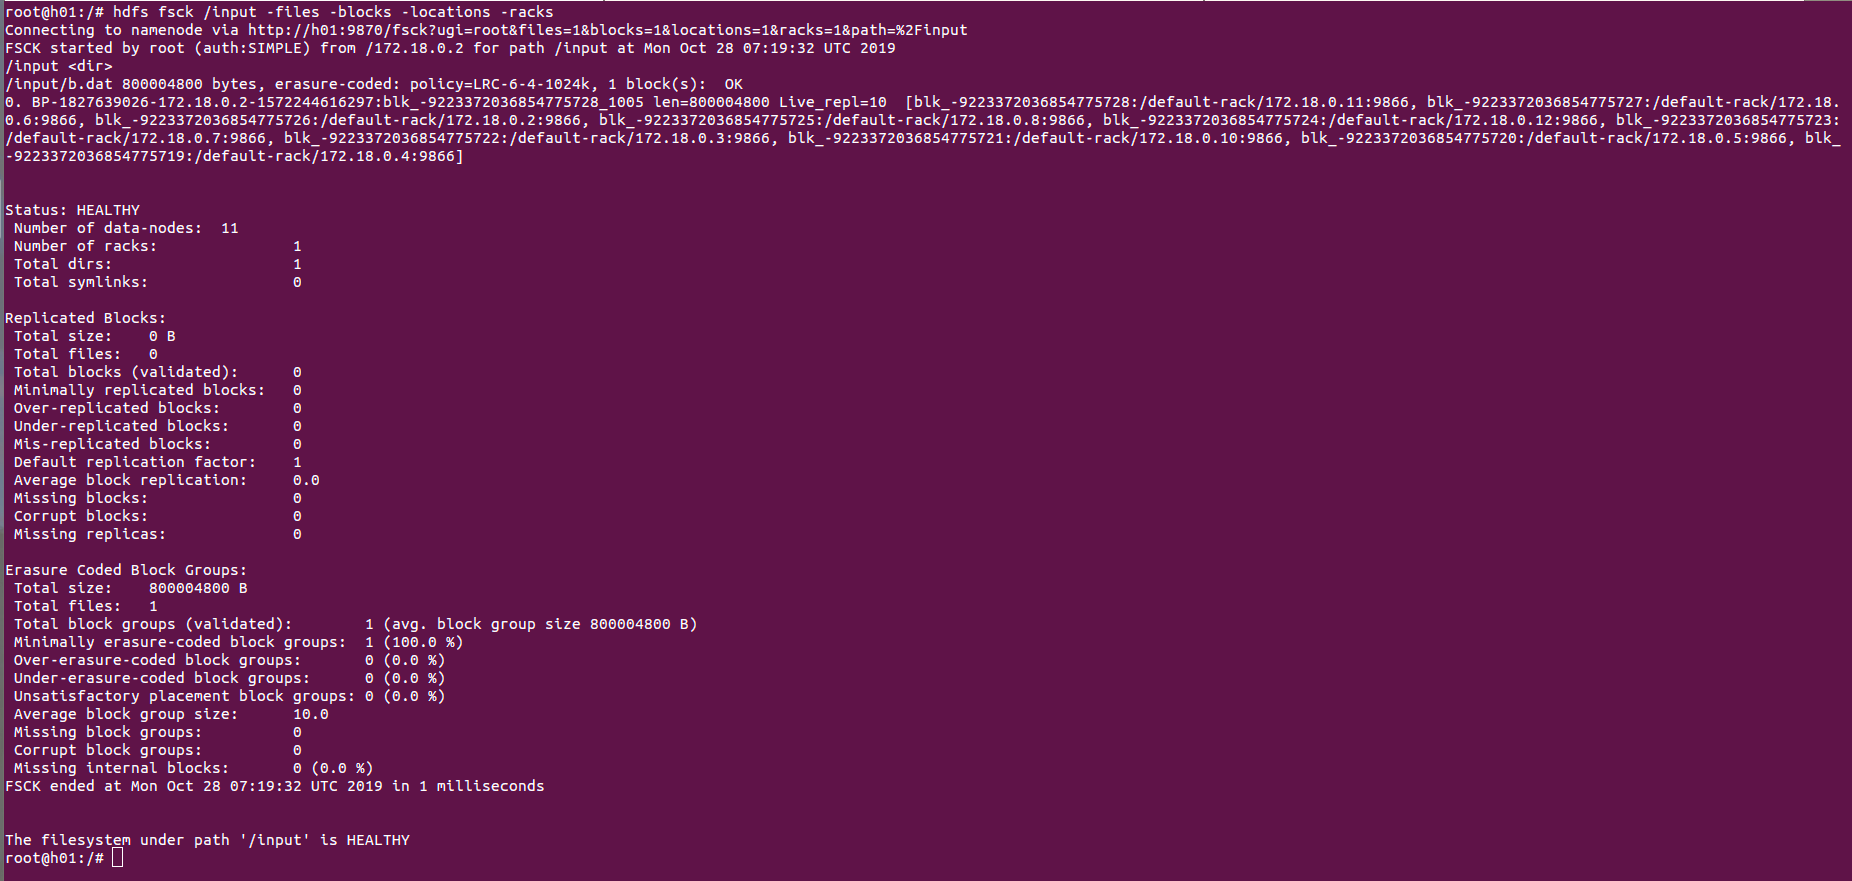 root@h01:/# hdfs fsck /input -files -blocks -locations -racks
Connecting to namenode via http://h01:9870/fsck?ugi=root&files=1&blocks=1&locations=1&racks=1&path=%2Finput
FSCK started by root (auth:SIMPLE) from /172.18.0.2 for path /input at Mon Oct 28 07:19:32 UTC 2019
/input <dir>
/input/b.dat 800004800 bytes, erasure-coded: policy=LRC-6-4-1024k, 1 block(s):  OK
0. BP-1827639026-172.18.0.2-1572244616297:blk_-9223372036854775728_1005 len=800004800 Live_repl=10  [blk_-9223372036854775728:/default-rack/172.18.0.11:9866, blk_-9223372036854775727:/default-rack/172.18.
0.6:9866, blk_-9223372036854775726:/default-rack/172.18.0.2:9866, blk_-9223372036854775725:/default-rack/172.18.0.8:9866, blk_-9223372036854775724:/default-rack/172.18.0.12:9866, blk_-9223372036854775723:
/default-rack/172.18.0.7:9866, blk_-9223372036854775722:/default-rack/172.18.0.3:9866, blk_-9223372036854775721:/default-rack/172.18.0.10:9866, blk_-9223372036854775720:/default-rack/172.18.0.5:9866, blk_
-9223372036854775719:/default-rack/172.18.0.4:9866]
Status: HEALTHY
Number of data-nodes:  11
Number of racks:               1
Total dirs:                    1
Total symlinks:                0
Replicated Blocks:
Total size:    0 B
Total files:   0
Total blocks (validated):      0
Minimally replicated blocks:   0
Over-replicated blocks:        0
Under-replicated blocks:       0
Mis-replicated blocks:         0
Default replication factor:    1
Average block replication:     0.0
Missing blocks:                0
Corrupt blocks:                0
Missing replicas:              0
Erasure Coded Block Groups:
Total size:    800004800 B
Total files:   1
Total block groups (validated):        1 (avg. block group size 800004800 B)
Minimally erasure-coded block groups:  1 (100.0 %)
Over-erasure-coded block groups:       0 (0.0 %)
Under-erasure-coded block groups:      0 (0.0 %)
Unsatisfactory placement block groups: 0 (0.0 %)
Average block group size:      10.0
Missing block groups:          0
Corrupt block groups:          0
Missing internal blocks:       0 (0.0 %)
FSCK ended at Mon Oct 28 07:19:32 UTC 2019 in 1 milliseconds
The filesystem under path '/input' is HEALTHY
root@h01:/#